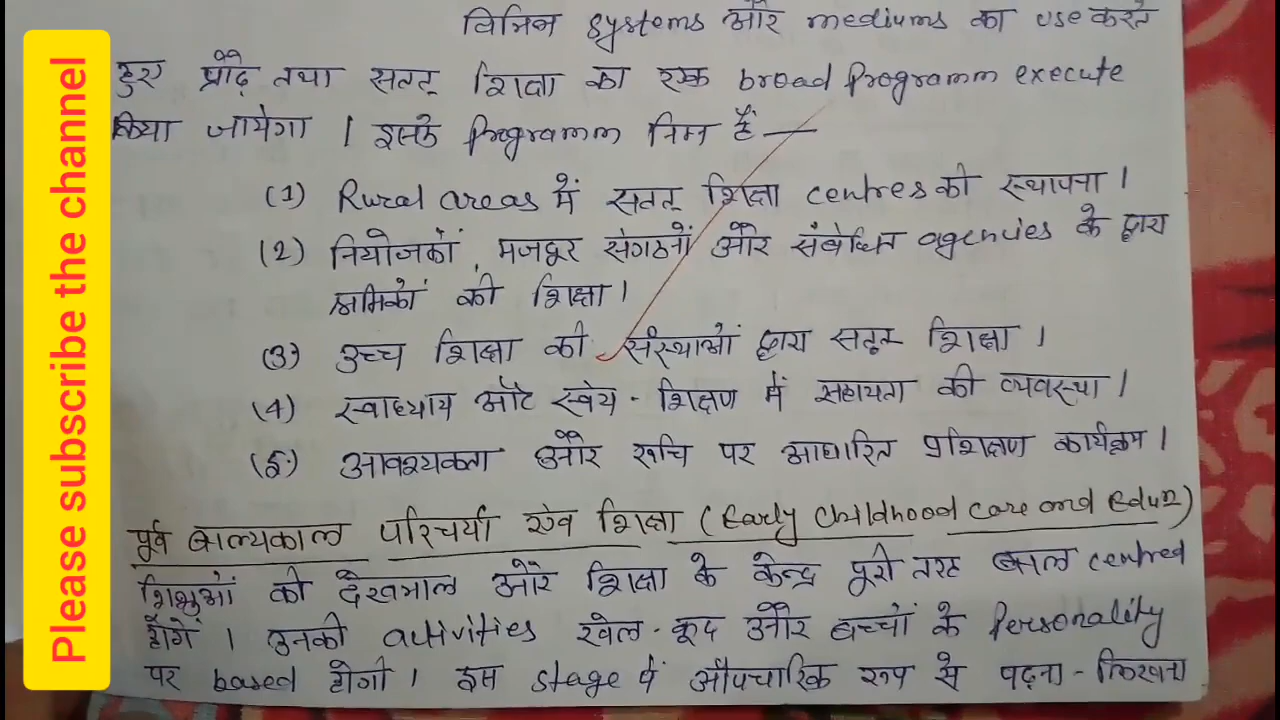 Please subscribe the channel
विभिन्न systems और mediums का use करते
हुए प्रौढ़ तथा सतत् शिक्षा का एक broad Programm execute
किया जायेगा । इसके Programm निम्न हैं —
(1) Rural areas में सतत् शिक्षा centres की स्थापना ।
(2) नियोजकों, मजदूर संगठनों और संबंधित agencies के द्वारा
श्रमिकों की शिक्षा ।
(3) उच्च शिक्षा की संस्थाओं द्वारा सतत् शिक्षा ।
(4) स्वाध्याय और स्वयं - शिक्षण में सहायता की व्यवस्था ।
(5) आवश्यकता और रुचि पर आधारित प्रशिक्षण कार्यक्रम ।
पूर्व बाल्यकाल परिचर्या एवं शिक्षा (Early Childhood Care and Edun)
शिशुओं की देखभाल और शिक्षा के केन्द्र पूरी तरह बाल centred
होंगे । उनकी activities खेल - कूद और बच्चों के Personality
पर based होगी । इस stage में औपचारिक रूप से पढ़ना - लिखना